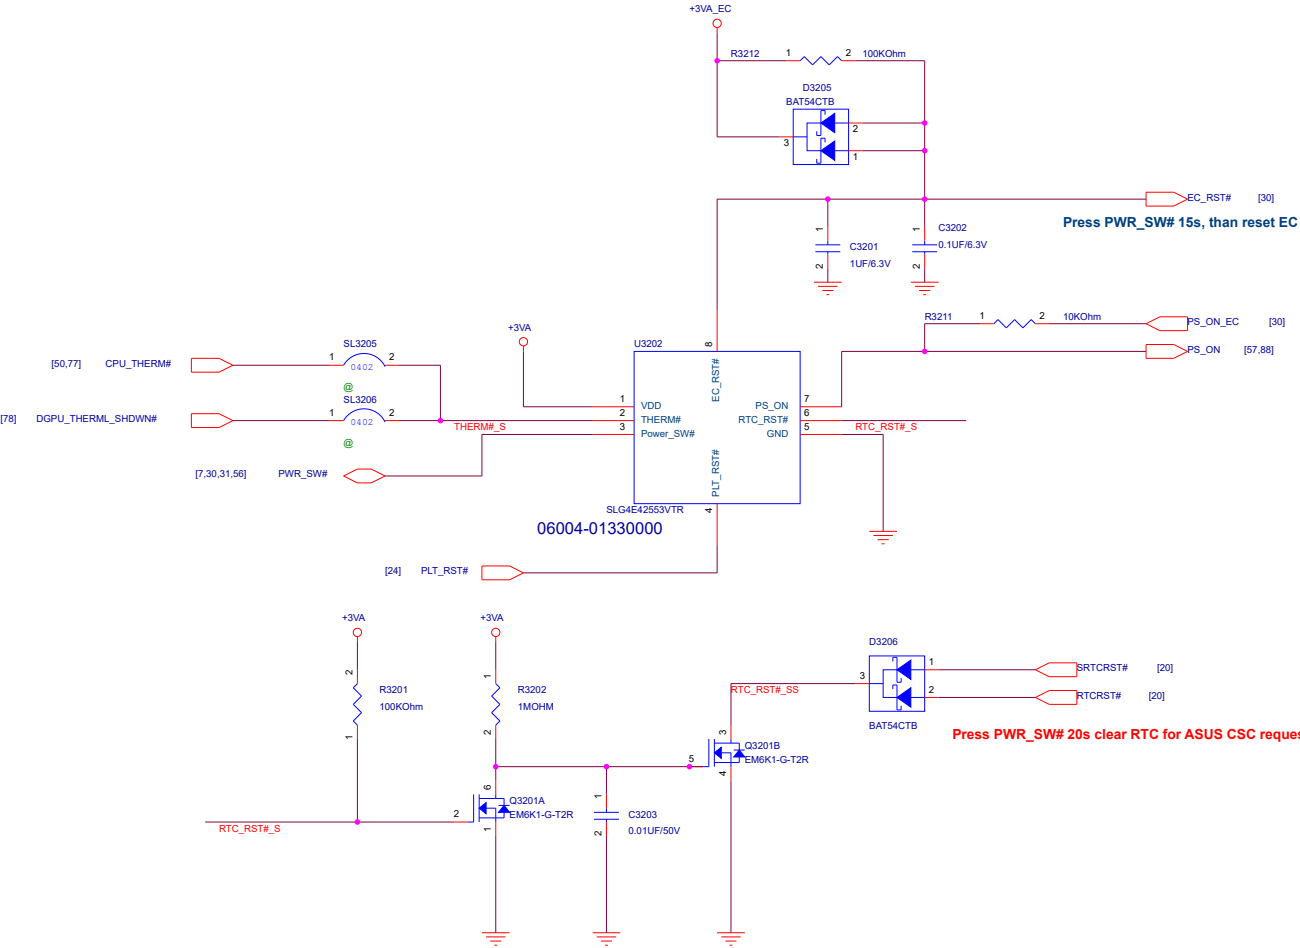 +3VA_EC
R3212 1 2 100KOhm
D3205
BAT54CTB
3 2
1
EC_RST# [30]
Press PWR_SW# 15s, than reset EC
1 C3201 2
1UF/6.3V
1 C3202 2
0.1UF/6.3V
R3211 1 2 10KOhm
PS_ON_EC [30]
PS_ON [57,88]
+3VA
SL3205
[50,77] CPU_THERM# 1 2
0402
@
SL3206
[78] DGPU_THERML_SHDWN# 1 2
0402
@
THERM#_S
[7,30,31,56] PWR_SW#
U3202
8 EC_RST#
1 VDD
2 THERM#
3 Power_SW#
PS_ON 7
RTC_RST# 6
GND 5
RTC_RST#_S
PLT_RST# 4
SLG4E42553VTR
06004-01330000
[24] PLT_RST#
+3VA
2
R3201
100KOhm
1
+3VA
1
R3202
1MOHM
2
RTC_RST#_S
2 6 1
Q3201A
EM6K1-G-T2R
1
C3203
0.01UF/50V
2
5 3 4
Q3201B
EM6K1-G-T2R
RTC_RST#_SS
D3206
3 1
2
BAT54CTB
SRTCRST# [20]
RTCRST# [20]
Press PWR_SW# 20s clear RTC for ASUS CSC reques